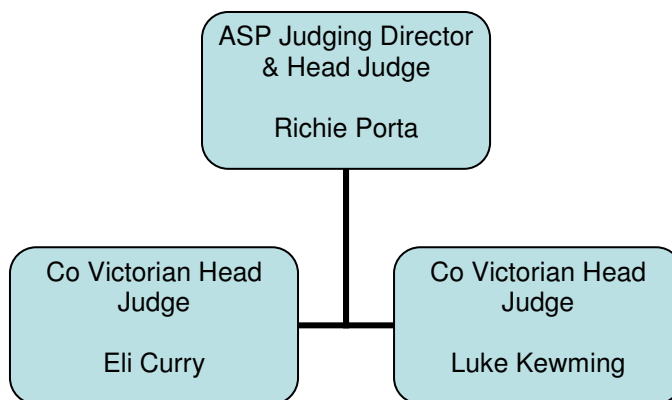 ASP Judging Director
& Head Judge
Richie Porta
Co Victorian Head
Judge
Eli Curry
Co Victorian Head
Judge
Luke Kewming